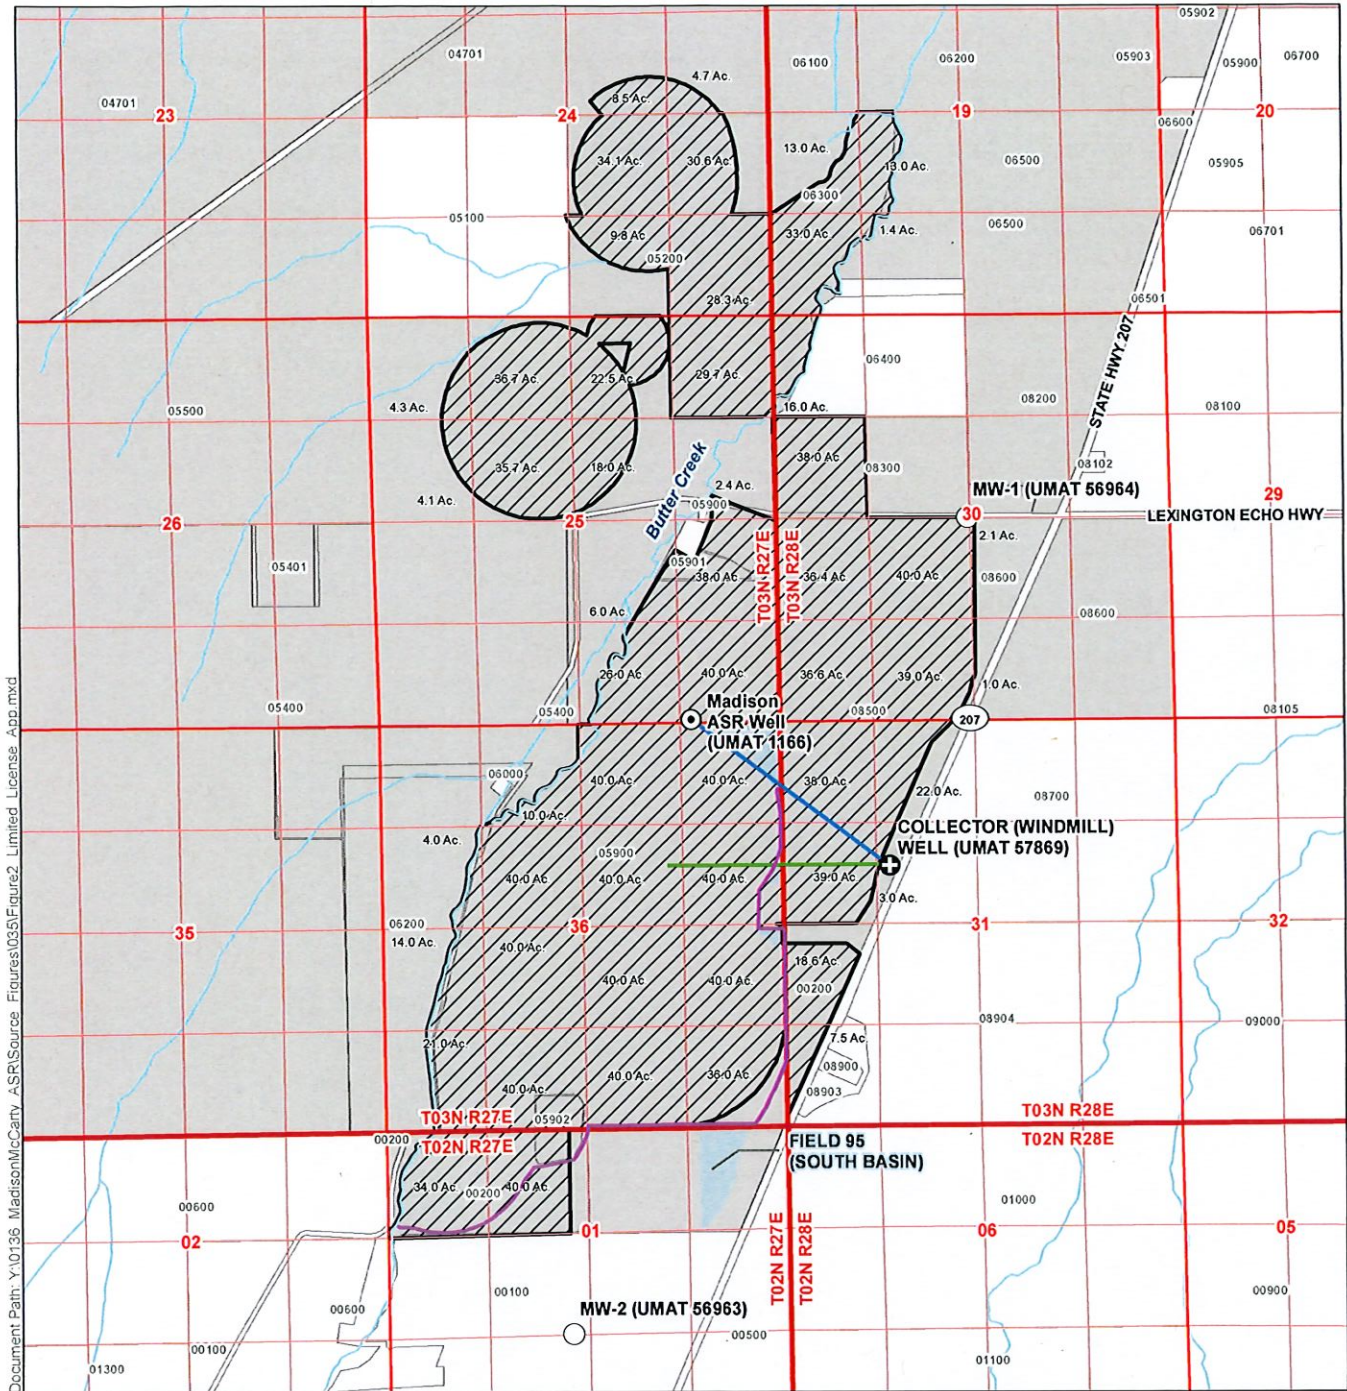 05902
04701
06100
06200
05903
05900
06700
4.7 Ac.
8.5 Ac.
04701
23
24
19
20
06600
13.0 Ac.
34.1 Ac.
30.6 Ac.
13.0 Ac.
06500
05905
06300
05100
9.8 Ac.
33.0 Ac.
1.4 Ac.
06500
06701
05200
28.3 Ac.
06501
STATE HWY 207
06400
36.7 Ac.
22.5 Ac.
29.7 Ac.
05500
4.3 Ac.
16.0 Ac.
08200
08100
35.7 Ac.
18.0 Ac.
38.0 Ac.
08300
08102
Butter Creek
4.1 Ac.
2.4 Ac.
MW-1 (UMAT 56964)
29
26
25
05900
30
LEXINGTON ECHO HWY
2.1 Ac.
05401
05901
38.0 Ac.
T03N R27E
T03N R28E
36.4 Ac.
40.0 Ac.
08600
6.0 Ac.
08600
26.0 Ac.
40.0 Ac.
36.6 Ac.
39.0 Ac.
1.0 Ac.
05400
05400
Madison
ASR Well
(UMAT 1166)
08500
207
08105
06000
40.0 Ac.
40.0 Ac.
38.0 Ac.
22.0 Ac.
08700
10.0 Ac.
4.0 Ac.
COLLECTOR (WINDMILL)
WELL (UMAT 57869)
05900
40.0 Ac.
40.0 Ac.
40.0 Ac.
39.0 Ac.
3.0 Ac.
35
06200
36
31
32
14.0 Ac.
40.0 Ac.
18.6 Ac.
40.0 Ac.
40.0 Ac.
00200
08904
09000
21.0 Ac.
7.5 Ac.
08900
40.0 Ac.
40.0 Ac.
36.0 Ac.
08903
T03N R27E
05902
T03N R28E
00200
T02N R27E
T02N R28E
FIELD 95
(SOUTH BASIN)
34.0 Ac.
00200
40.0 Ac.
00600
01000
02
01
T02N R27E
T02N R28E
06
05
00100
00900
00600
MW-2 (UMAT 56963)
00100
00500
01300
01100
Document Path: Y:\0136_MadisonMcCarty_ASR\Source_Figures\035\Figure2_Limited_License_App.mxd